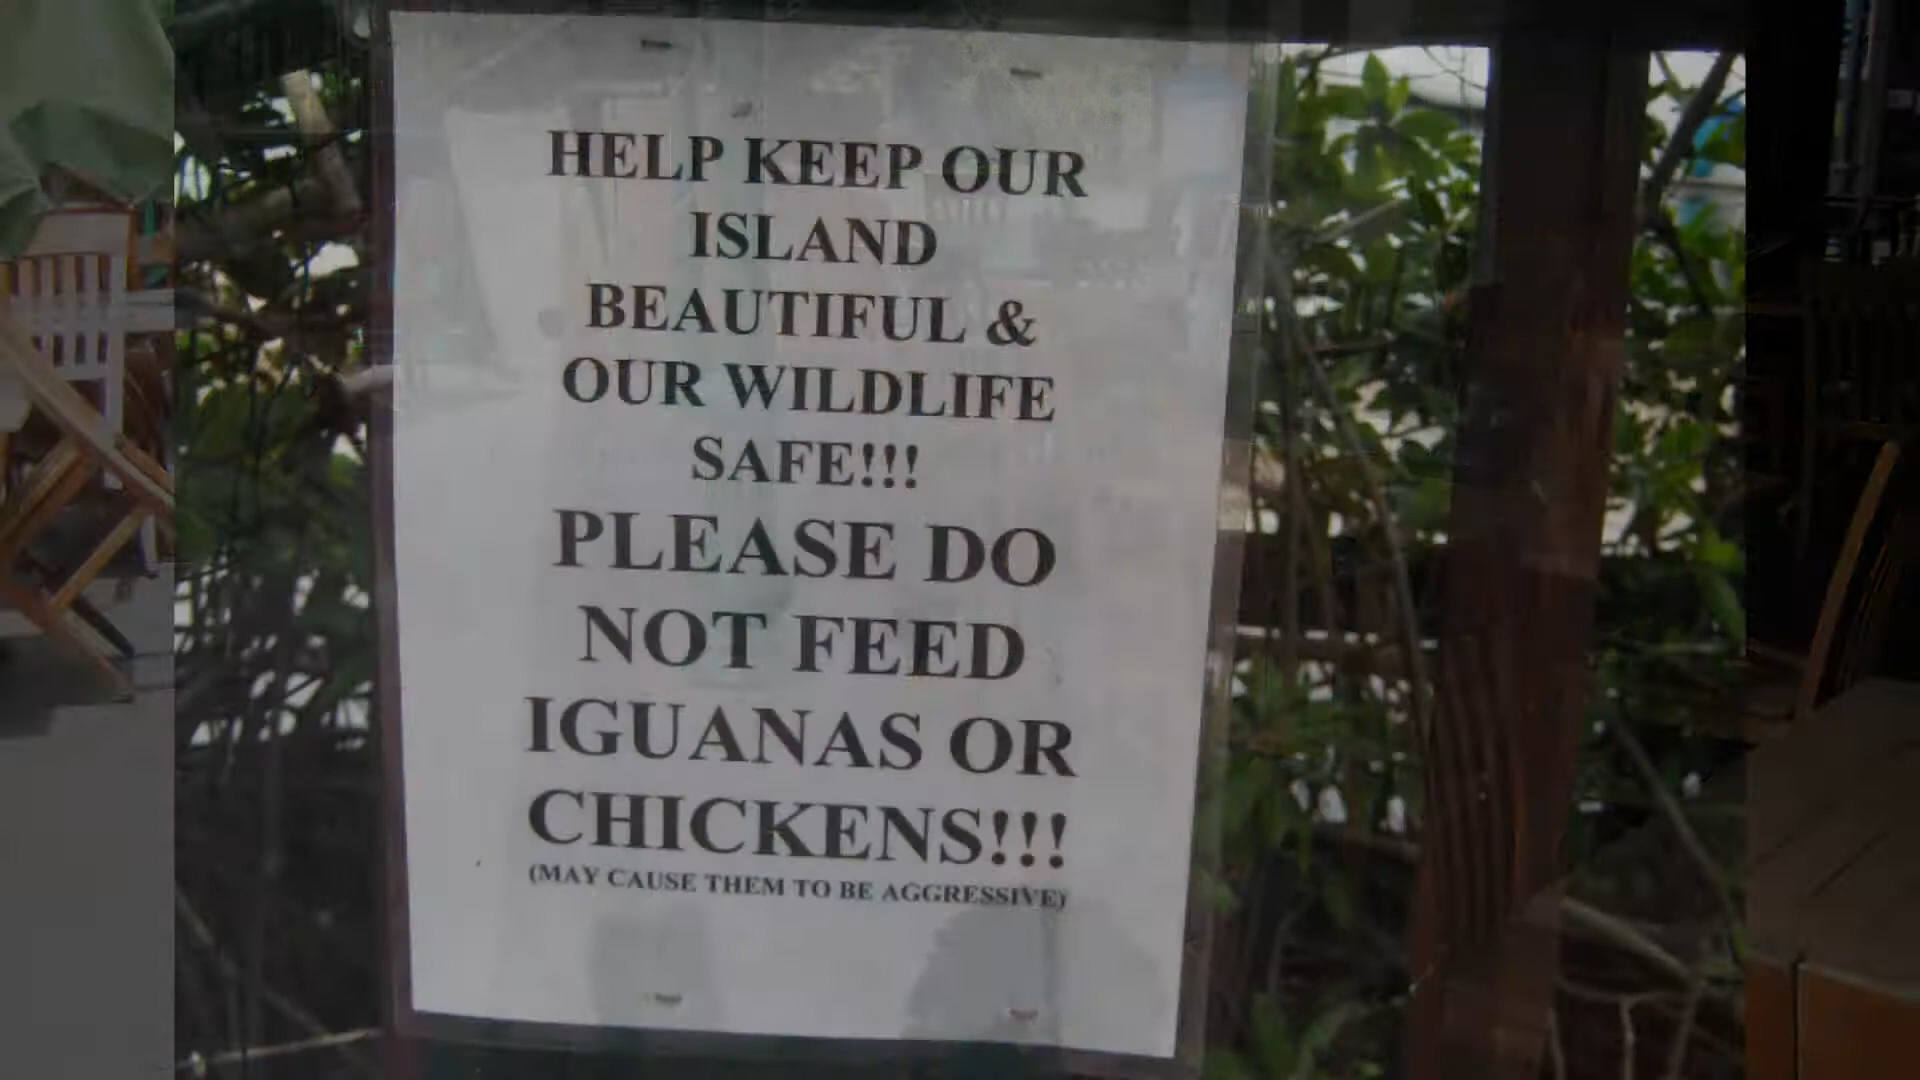 HELP KEEP OUR
ISLAND
BEAUTIFUL &
OUR WILDLIFE
SAFE!!!
PLEASE DO
NOT FEED
IGUANAS OR
CHICKENS!!!
(MAY CAUSE THEM TO BE AGGRESSIVE)